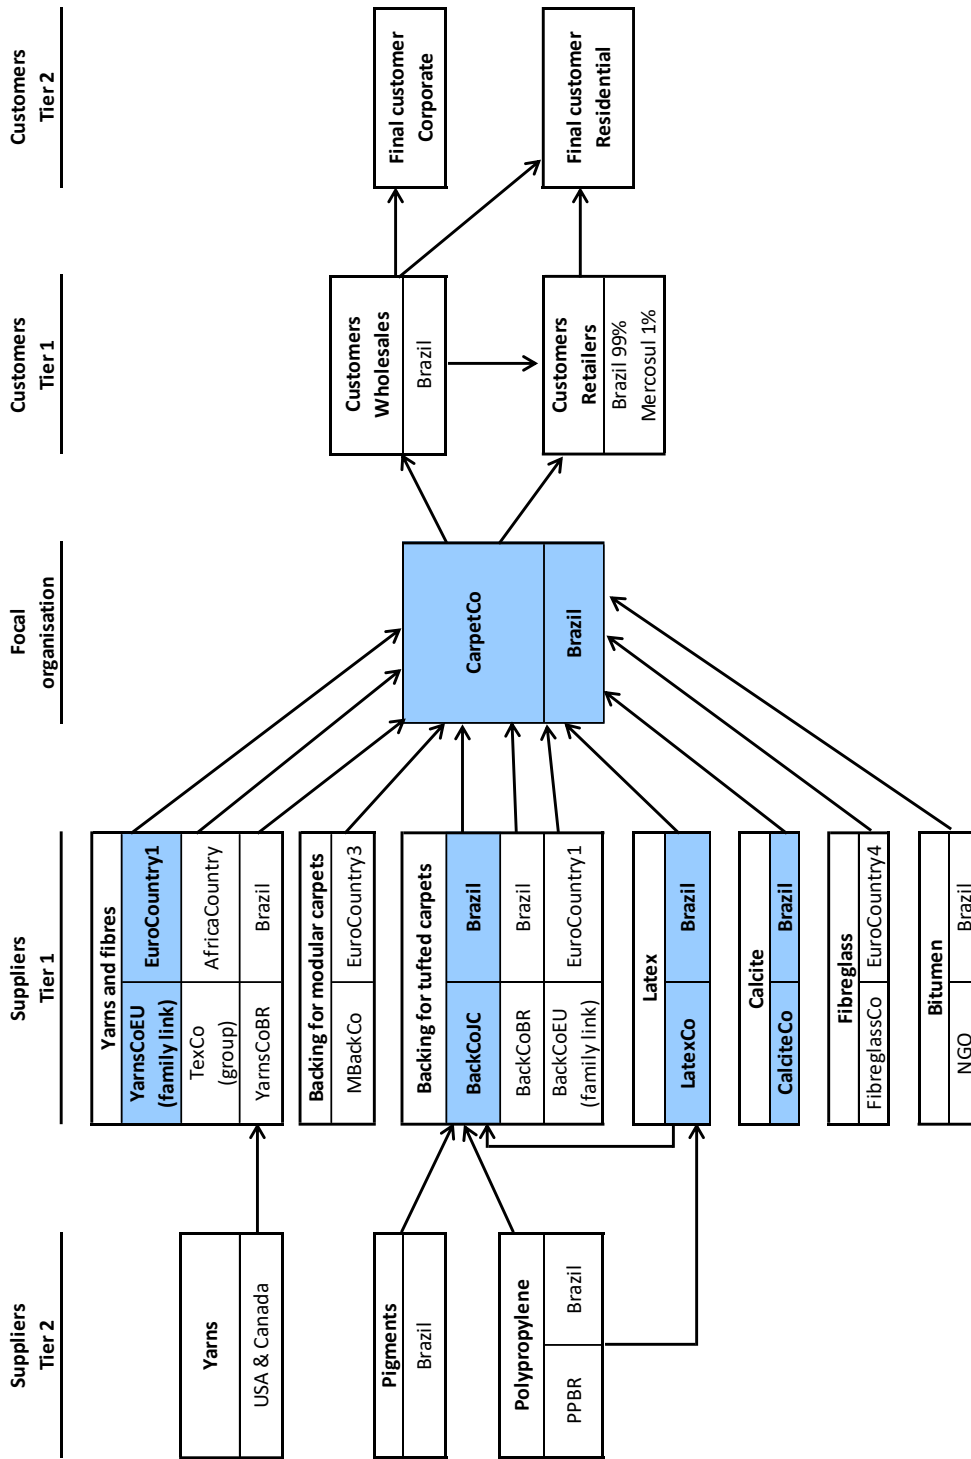 Suppliers
Tier 2
Suppliers
Tier 1
Focal
organisation
Customers
Tier 1
Customers
Tier 2
Yarns
USA & Canada
Pigments
Brazil
Polypropylene
PPBR
Brazil
Yarns and fibres
YarnsCoEU
(family link)
EuroCountry1
TexCo
(group)
AfricaCountry
YarnsCoBR
Brazil
Backing for modular carpets
MBackCo
EuroCountry3
Backing for tufted carpets
BackCoJC
Brazil
BackCoBR
Brazil
BackCoEU
(family link)
EuroCountry1
Latex
LatexCo
Brazil
Calcite
CalciteCo
Brazil
Fibreglass
FibreglassCo
EuroCountry4
Bitumen
NGO
Brazil
CarpetCo
Brazil
Customers
Wholesales
Brazil
Customers
Retailers
Brazil 99%
Mercosul 1%
Final customer
Corporate
Final customer
Residential